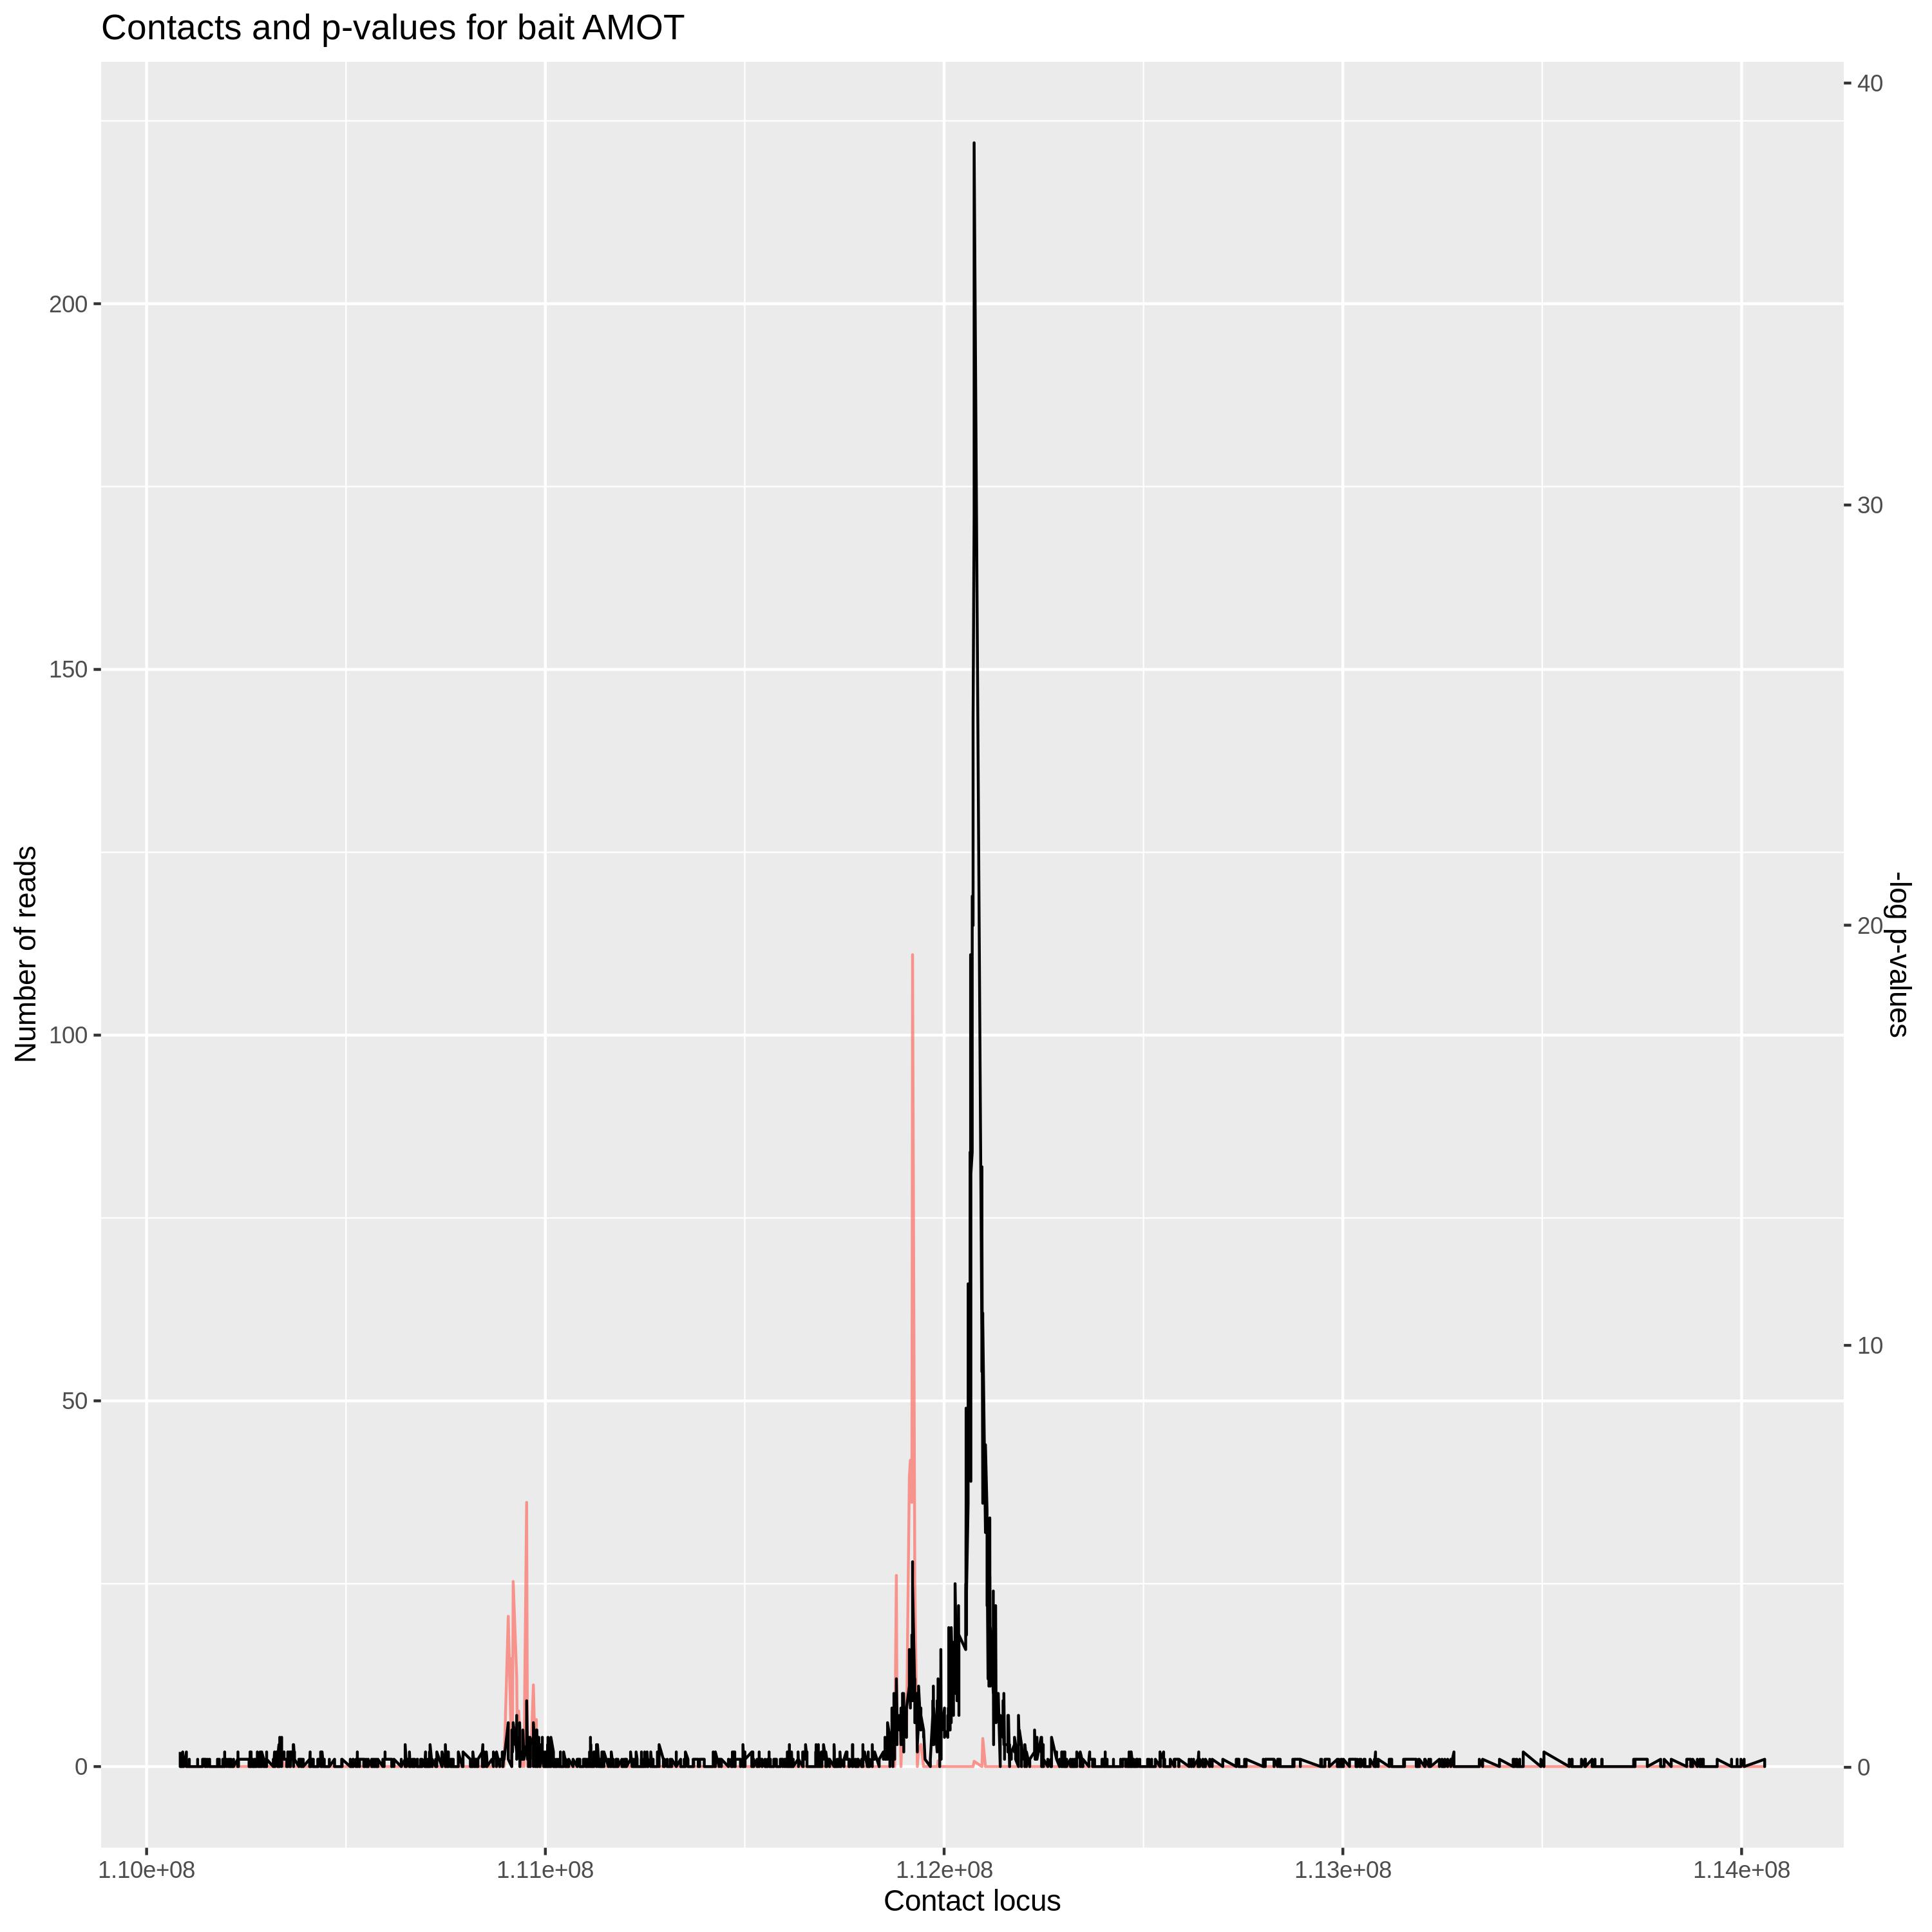 Contacts and p-values for bait AMOT
Number of reads
200
150
100
50
0
40
30
20
10
0
-log p-values
1.10e+08
1.11e+08
1.12e+08
1.13e+08
1.14e+08
Contact locus